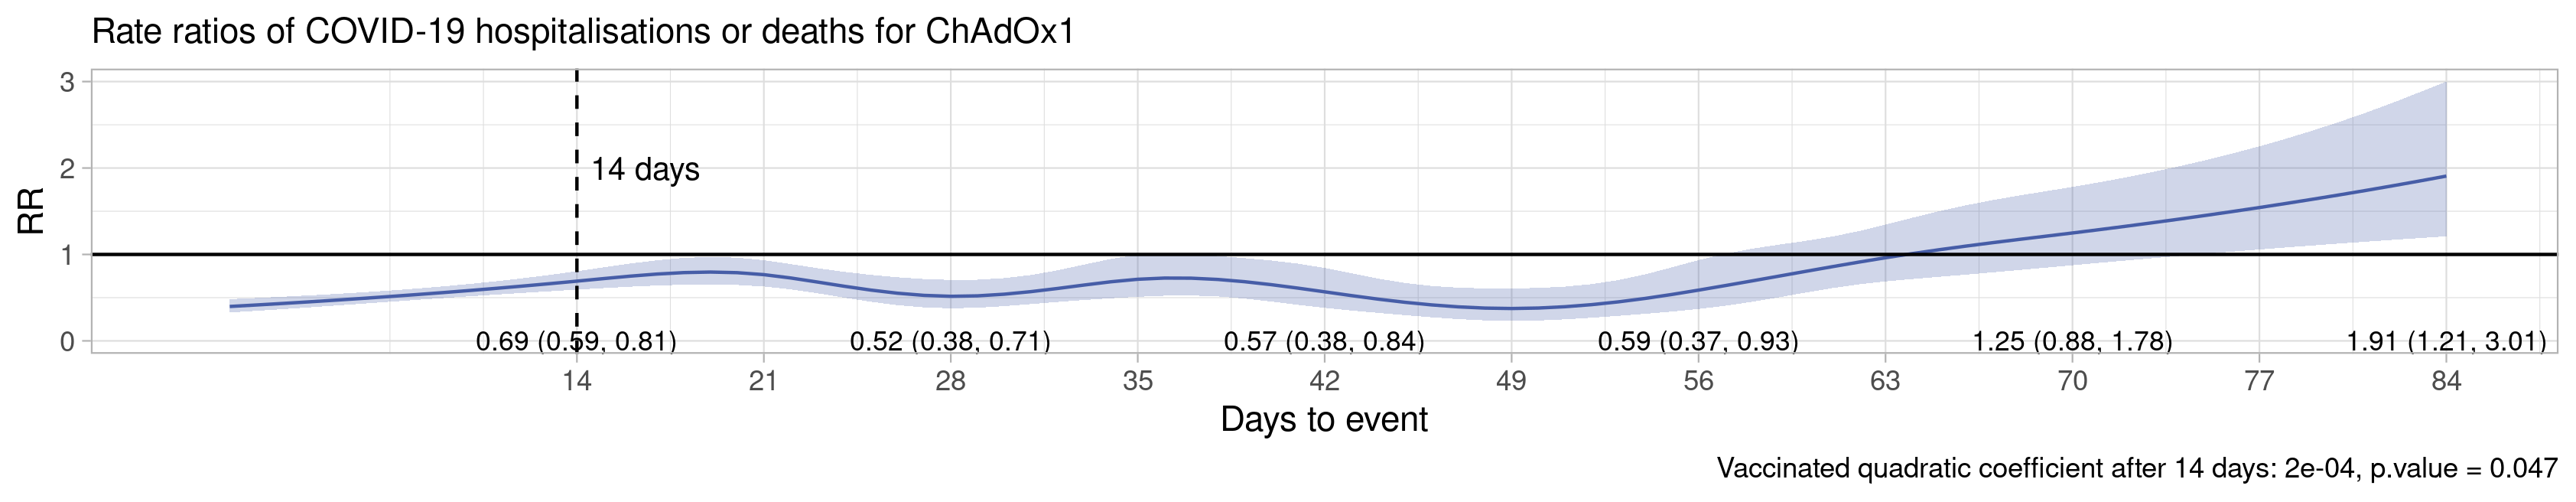 Rate ratios of COVID-19 hospitalisations or deaths for ChAdOx1
3
2
1
0
RR
14 days
0.69 (0.59, 0.81) 0.52 (0.38, 0.71) 0.57 (0.38, 0.84) 0.59 (0.37, 0.93) 1.25 (0.88, 1.78) 1.91 (1.21, 3.01)
14 21 28 35 42 49 56 63 70 77 84
Days to event
Vaccinated quadratic coefficient after 14 days: 2e-04, p.value = 0.047